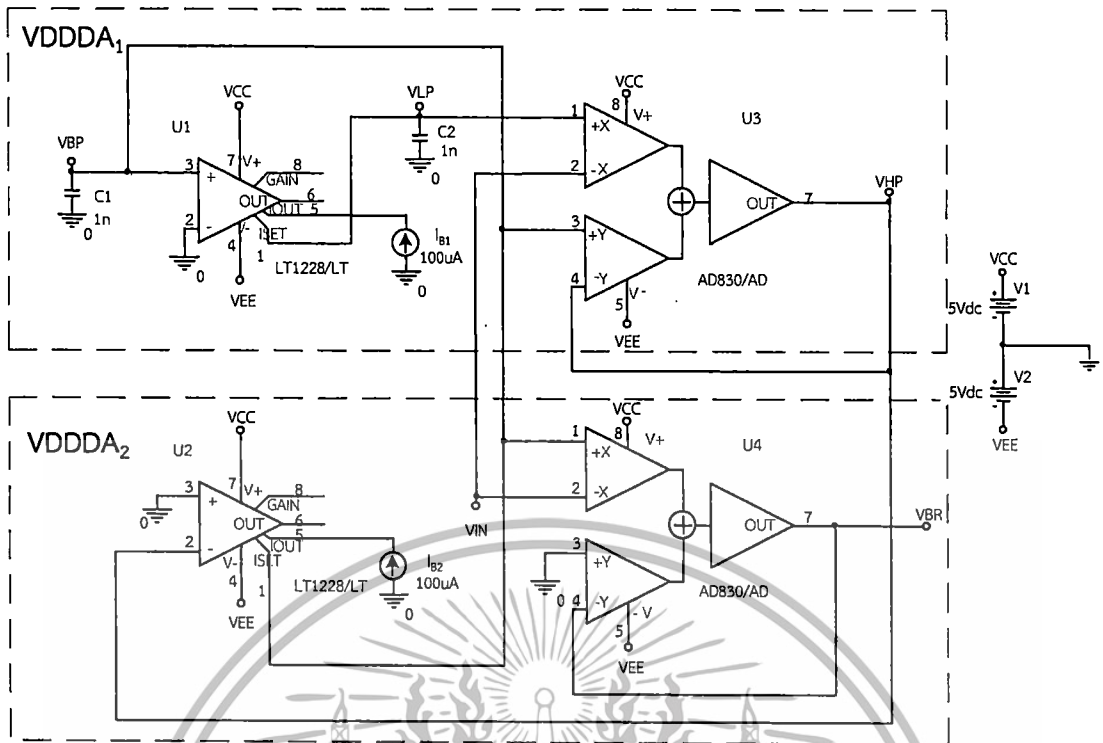 VDDDA1
VCC
VCC
VLP
U1
8
V+
U3
VBP
7
V+
8
C2
1n
1
+X
3
+
GAIN
0
2
-X
C1
1n
OUT
6
IOUT
5
OUT
7
VHP
0
2
-
V-
ISET
IB1
3
+Y
4
1
100uA
4
-Y
0
LT1228/LT
0
AD830/AD
VEE
5
V-
VEE
VCC
5Vdc
V1
VDDDA2
VCC
VCC
5Vdc
V2
VEE
U2
1
8
V+
U4
7
V+
+X
3
+
8
GAIN
2
-X
0
OUT
6
VIN
OUT
7
VBR
5
IOUT
2
-
V-
ISET
IB2
3
+Y
4
1
LT1228/LT
100uA
0
4
-Y
AD830/AD
0
- V
VEE
5
VEE